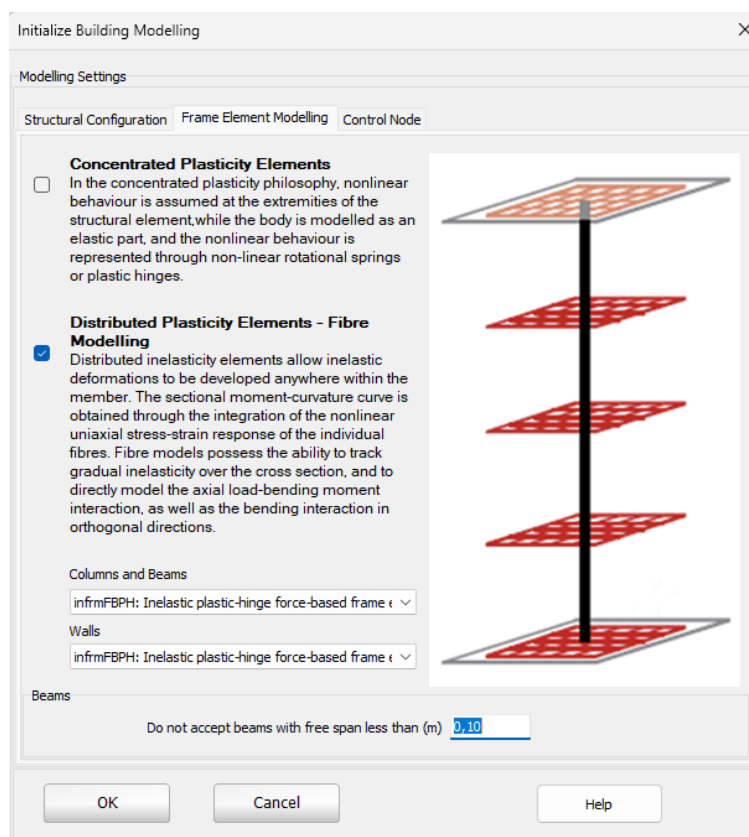 Initialize Building Modelling
Modelling Settings
Structural Configuration Frame Element Modelling Control Node
Concentrated Plasticity Elements
In the concentrated plasticity philosophy, nonlinear
behaviour is assumed at the extremities of the
structural element,while the body is modelled as an
elastic part, and the nonlinear behaviour is
represented through non-linear rotational springs
or plastic hinges.
Distributed Plasticity Elements - Fibre
Modelling
Distributed inelasticity elements allow inelastic
deformations to be developed anywhere within the
member. The sectional moment-curvature curve is
obtained through the integration of the nonlinear
uniaxial stress-strain response of the individual
fibres. Fibre models possess the ability to track
gradual inelasticity over the cross section, and to
directly model the axial load-bending moment
interaction, as well as the bending interaction in
orthogonal directions.
Columns and Beams
infrmFBPH: Inelastic plastic-hinge force-based frame e
Walls
infrmFBPH: Inelastic plastic-hinge force-based frame e
Beams
Do not accept beams with free span less than (m) 0,10
OK Cancel Help